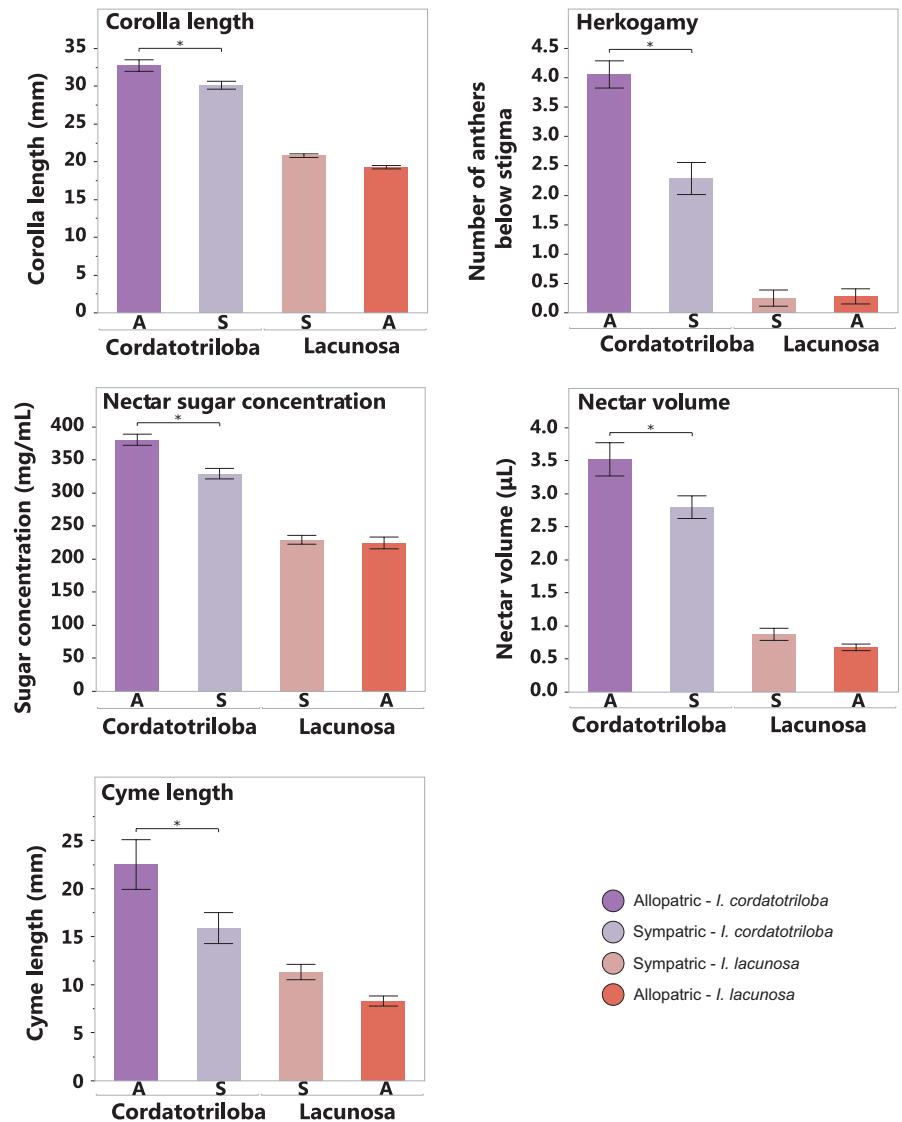 Corolla length
*
Corolla length (mm)
35
30
25
20
15
10
5
0
A S S A
Cordatotriloba Lacunosa
Herkogamy
*
Number of anthers
below stigma
4.5
4.0
3.5
3.0
2.5
2.0
1.5
1.0
0.5
0.0
A S S A
Cordatotriloba Lacunosa
Nectar sugar concentration
*
Sugar concentration (mg/mL)
400
350
300
250
200
150
100
50
0
A S S A
Cordatotriloba Lacunosa
Nectar volume
*
Nectar volume (µL)
4.0
3.5
3.0
2.5
2.0
1.5
1.0
0.5
0.0
A S S A
Cordatotriloba Lacunosa
Cyme length
*
Cyme length (mm)
25
20
15
10
5
0
A S S A
Cordatotriloba Lacunosa
Allopatric - I. cordatotriloba
Sympatric - I. cordatotriloba
Sympatric - I. lacunosa
Allopatric - I. lacunosa